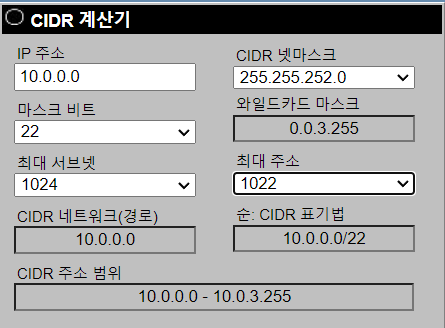 CIDR 계산기
IP 주소
CIDR 넷마스크
10.0.0.0
255.255.252.0
마스크 비트
와일드카드 마스크
22
0.0.3.255
최대 서브넷
최대 주소
1024
1022
CIDR 네트워크(경로)
순: CIDR 표기법
10.0.0.0
10.0.0.0/22
CIDR 주소 범위
10.0.0.0 - 10.0.3.255